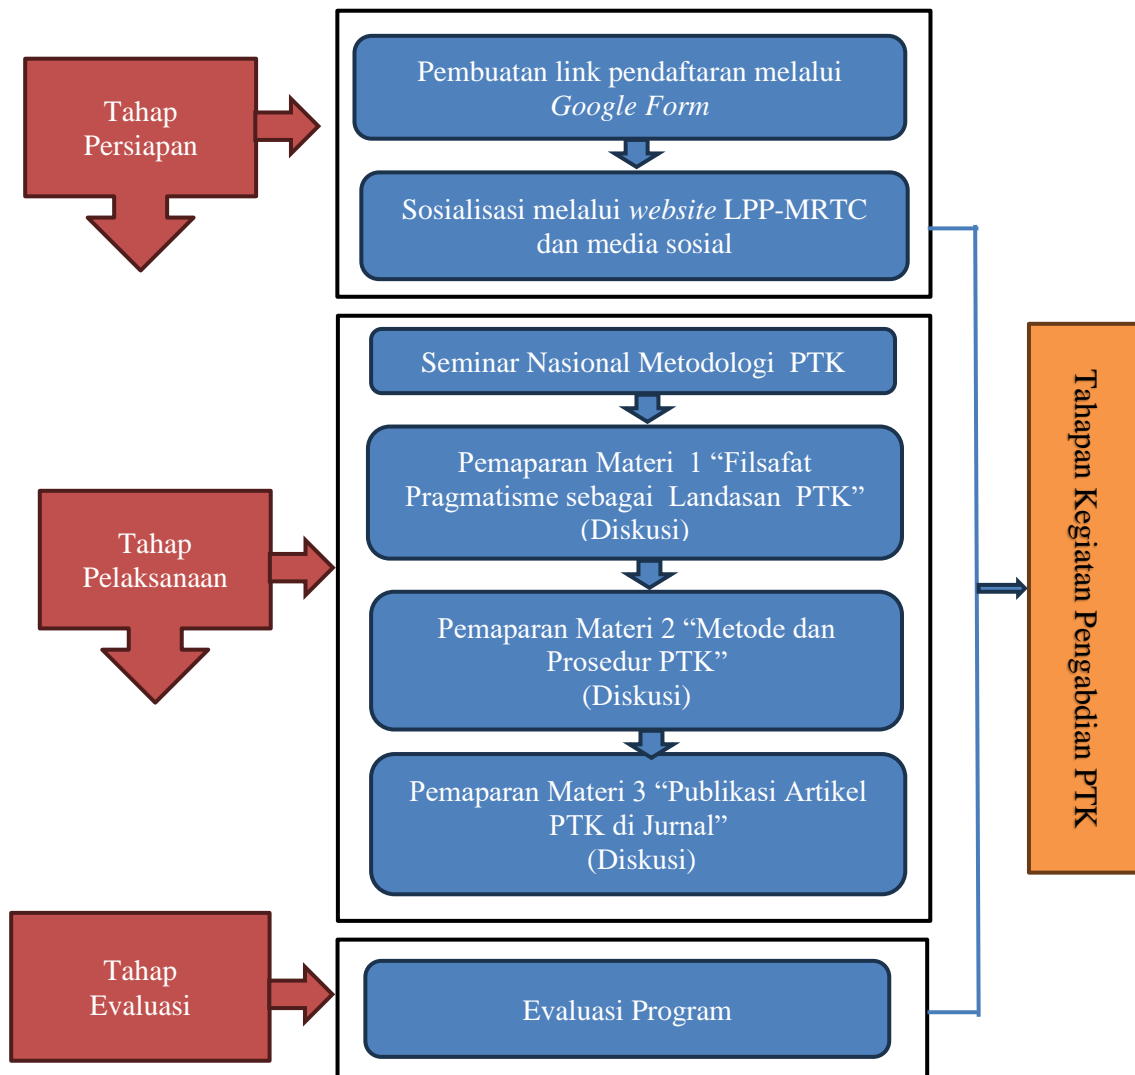 Tahap
Persiapan
Pembuatan link pendaftaran melalui
Google Form
Sosialisasi melalui website LPP-MRTC
dan media sosial
Tahap
Pelaksanaan
Seminar Nasional Metodologi PTK
Pemaparan Materi 1 “Filsafat
Pragmatisme sebagai Landasan PTK”
(Diskusi)
Pemaparan Materi 2 “Metode dan
Prosedur PTK”
(Diskusi)
Pemaparan Materi 3 “Publikasi Artikel
PTK di Jurnal”
(Diskusi)
Tahap
Evaluasi
Evaluasi Program
Tahapan Kegiatan Pengabdian PTK